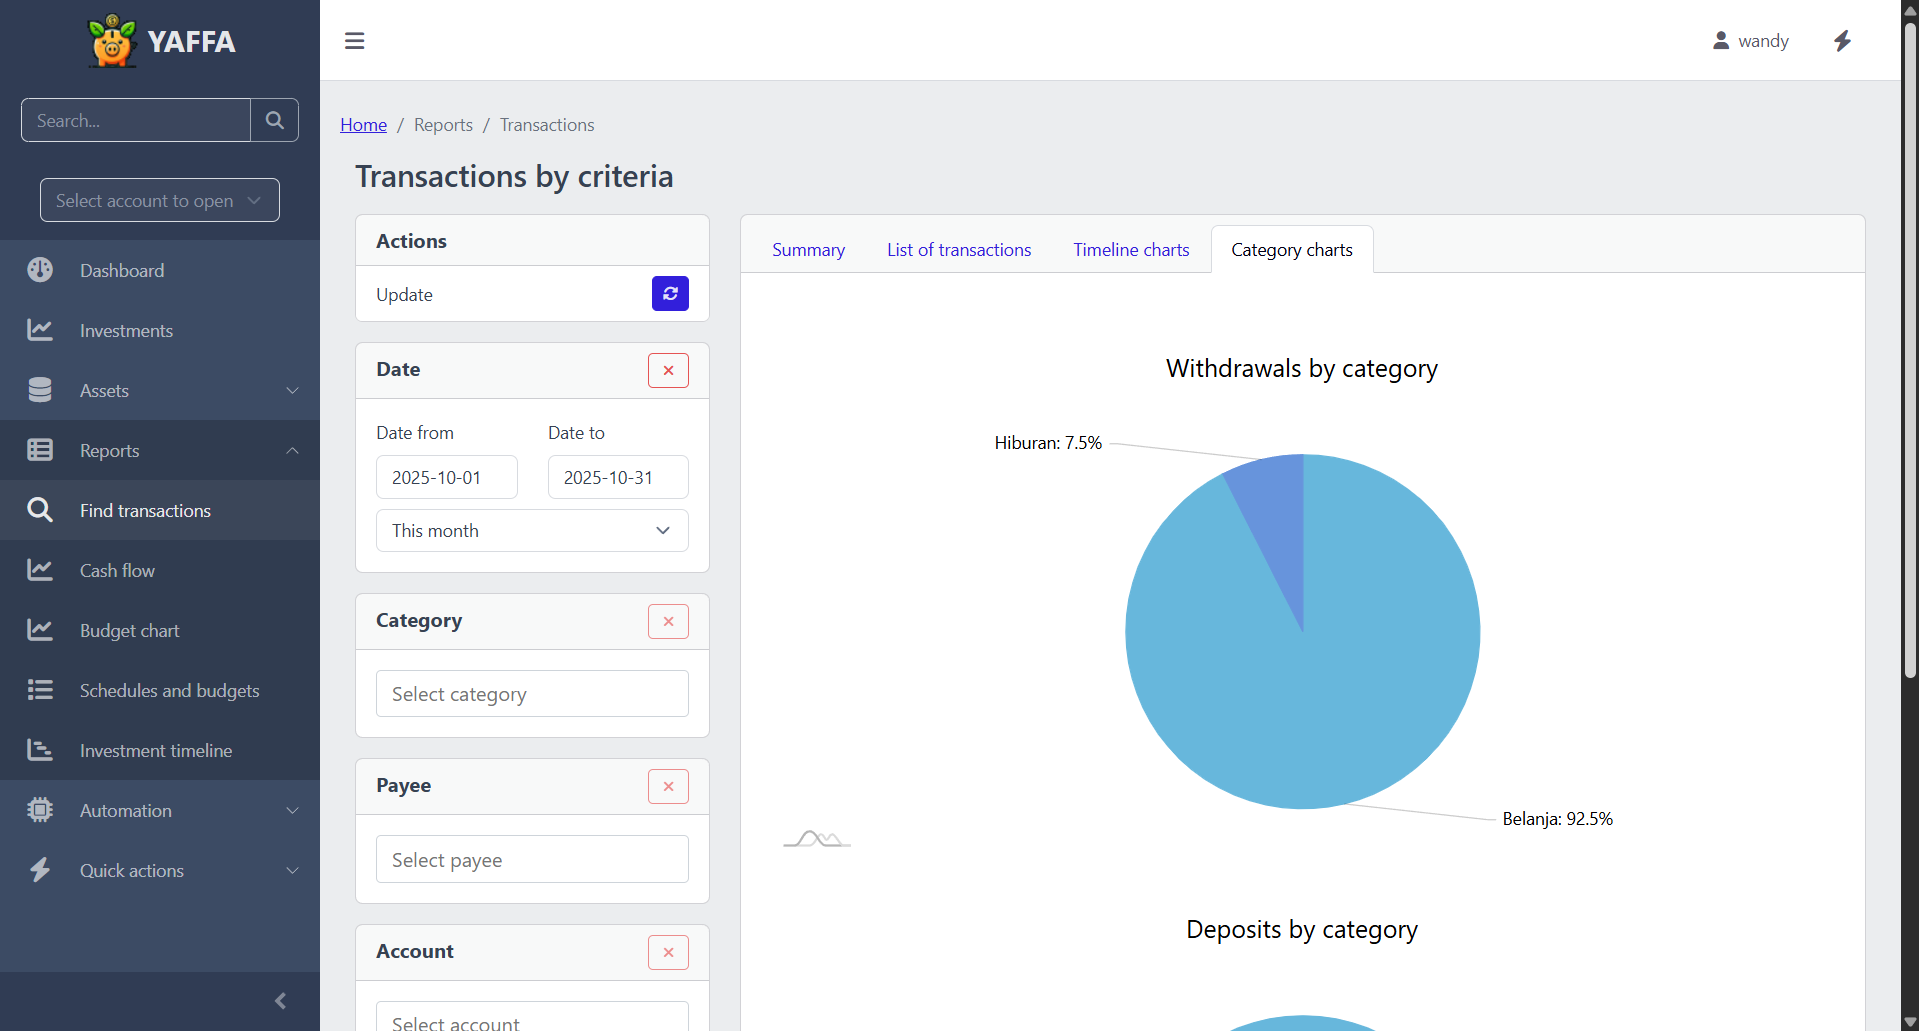 YAFFA
Search...
Select account to open
Dashboard
Investments
Assets
Reports
Find transactions
Cash flow
Budget chart
Schedules and budgets
Investment timeline
Automation
Quick actions
wandy
Home / Reports / Transactions
Transactions by criteria
Actions
Update
Date
Date from
Date to
2025-10-01
2025-10-31
This month
Category
Select category
Payee
Select payee
Account
Select account
Summary
List of transactions
Timeline charts
Category charts
Withdrawals by category
Hiburan: 7.5%
Belanja: 92.5%
Deposits by category